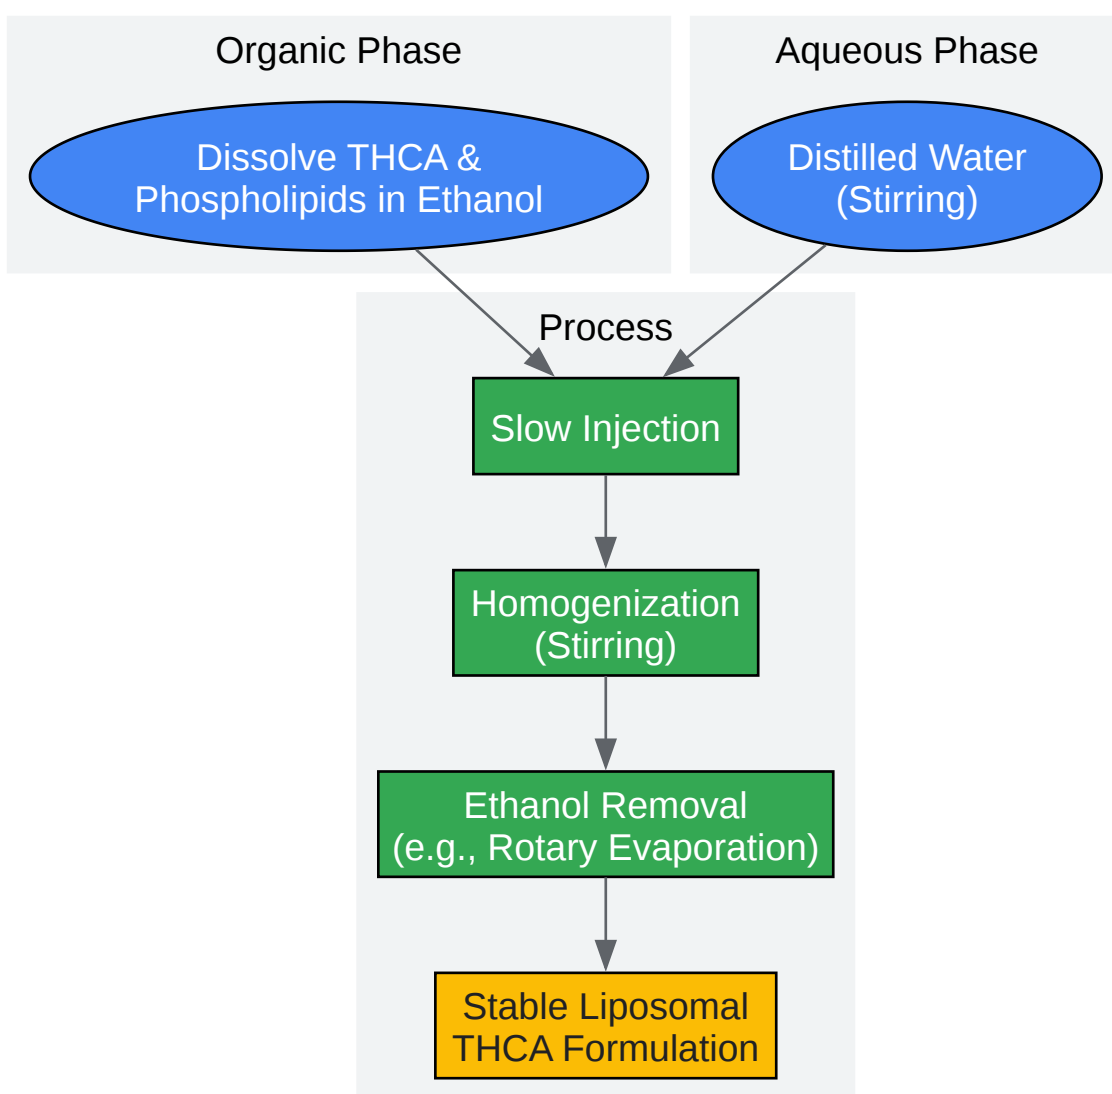 Organic Phase
Aqueous Phase
Dissolve THCA &
Phospholipids in Ethanol
Distilled Water
(Stirring)
Process
Slow Injection
Homogenization
(Stirring)
Ethanol Removal
(e.g., Rotary Evaporation)
Stable Liposomal
THCA Formulation